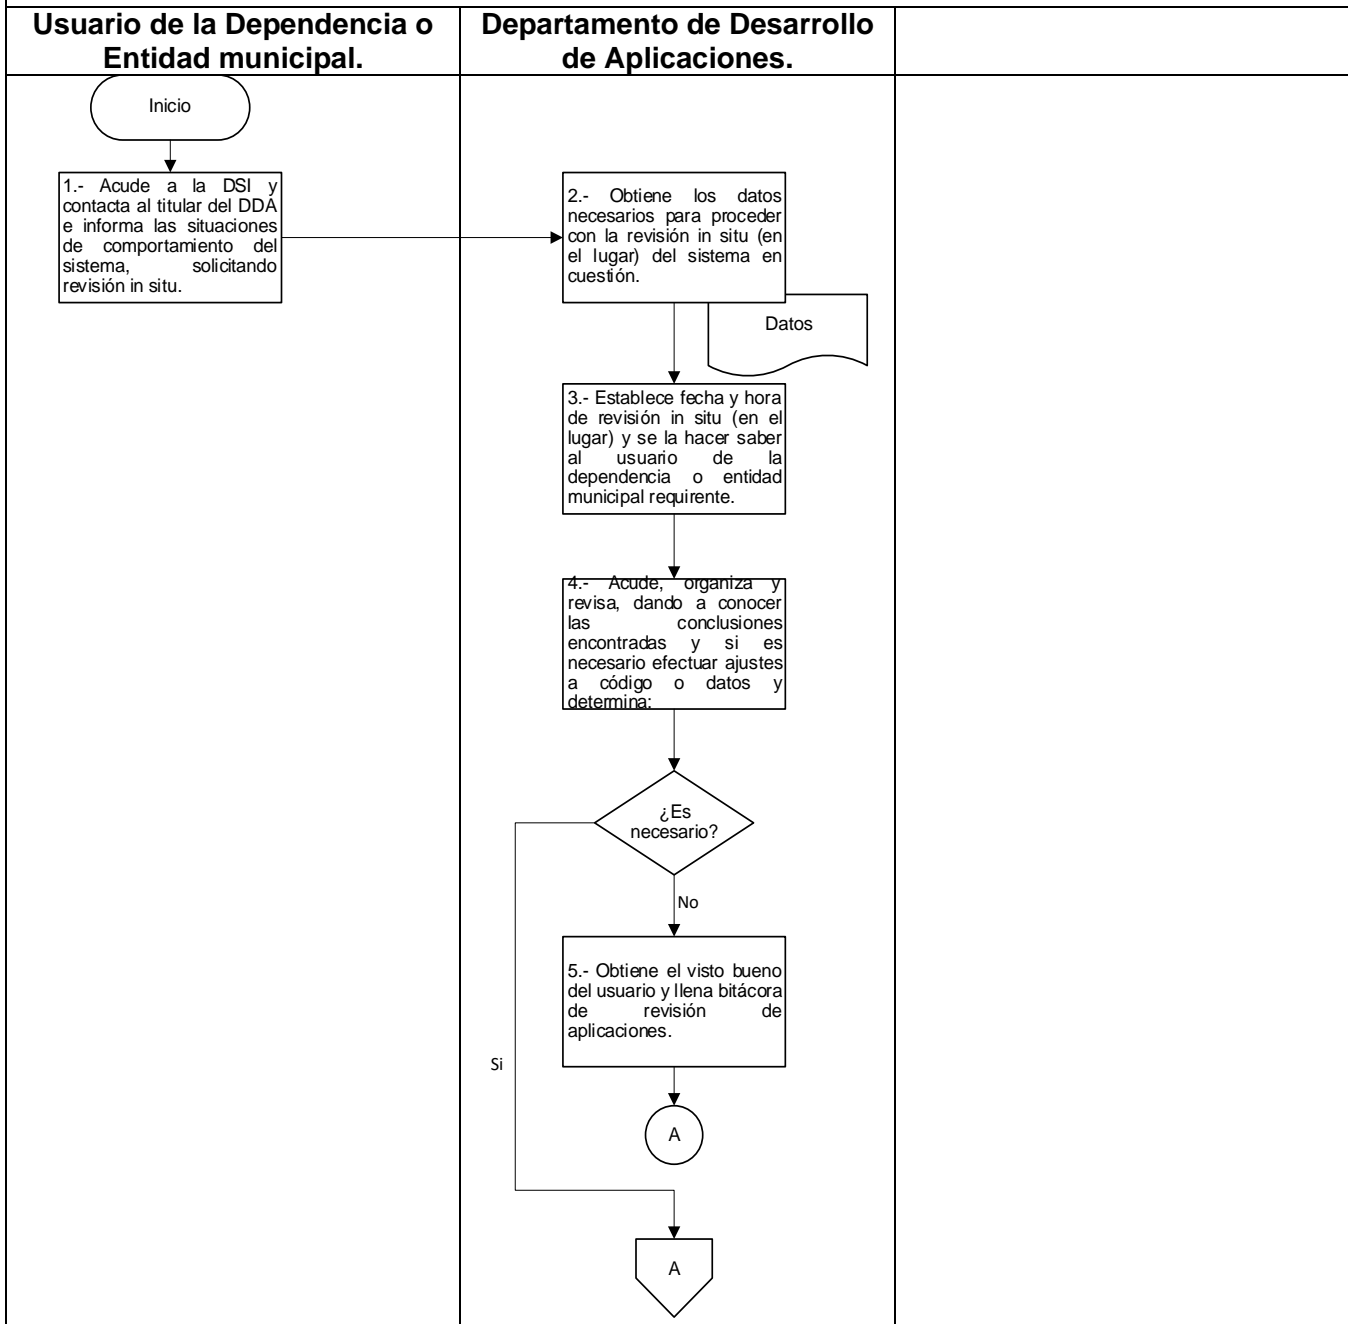 Usuario de la Dependencia o
Entidad municipal.
Departamento de Desarrollo
de Aplicaciones.
Inicio
1.- Acude a la DSI y
contacta al titular del DDA
e informa las situaciones
de comportamiento del
sistema, solicitando
revisión in situ.
2.- Obtiene los datos
necesarios para proceder
con la revisión in situ (en
el lugar) del sistema en
cuestión.
Datos
3.- Establece fecha y hora
de revisión in situ (en el
lugar) y se la hacer saber
al usuario de la
dependencia o entidad
municipal requirente.
4.- Acude, organiza y
revisa, dando a conocer
las conclusiones
encontradas y si es
necesario efectuar ajustes
a código o datos y
determina:
¿Es
necesario?
No
5.- Obtiene el visto bueno
del usuario y llena bitácora
de revisión de
aplicaciones.
Si
A
A